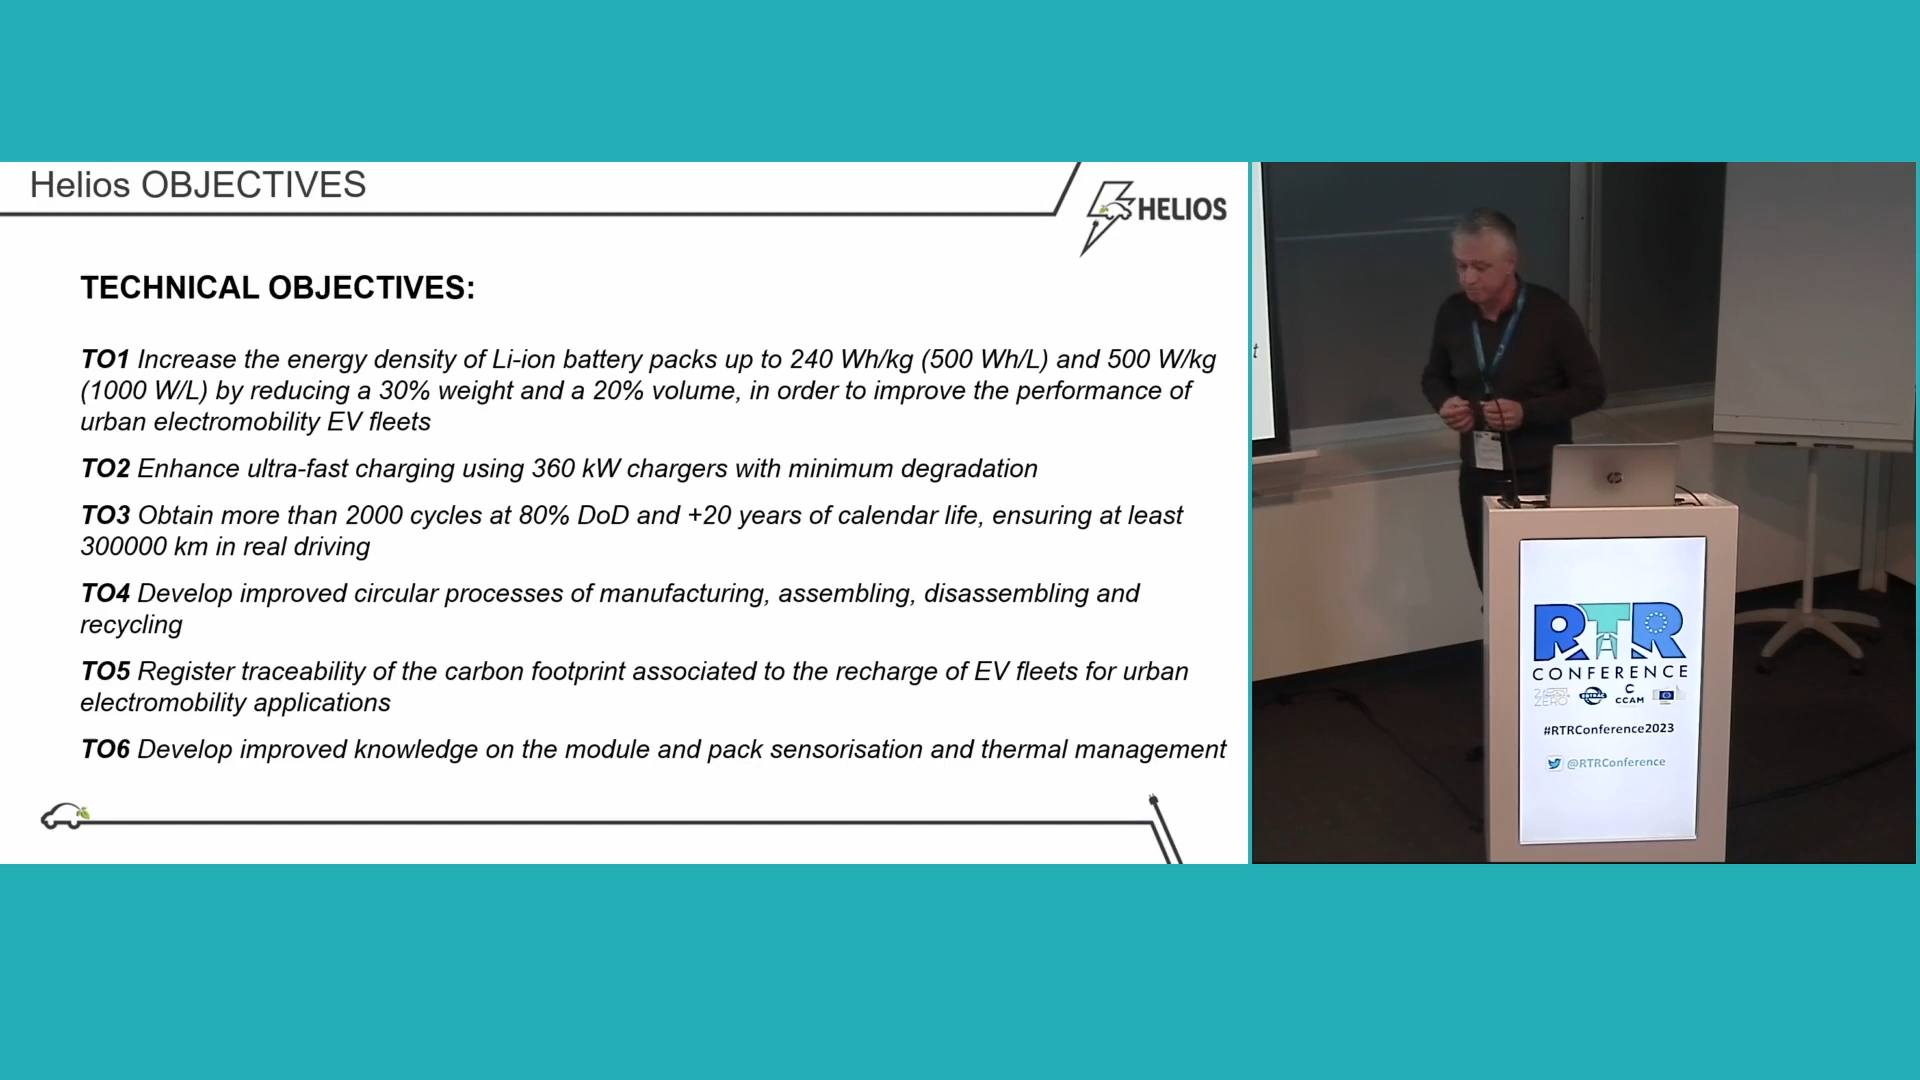 Helios OBJECTIVES
HELIOS
TECHNICAL OBJECTIVES:
TO1 Increase the energy density of Li-ion battery packs up to 240 Wh/kg (500 Wh/L) and 500 W/kg
(1000 W/L) by reducing a 30% weight and a 20% volume, in order to improve the performance of
urban electromobility EV fleets
TO2 Enhance ultra-fast charging using 360 kW chargers with minimum degradation
TO3 Obtain more than 2000 cycles at 80% DoD and +20 years of calendar life, ensuring at least
300000 km in real driving
TO4 Develop improved circular processes of manufacturing, assembling, disassembling and
recycling
TO5 Register traceability of the carbon footprint associated to the recharge of EV fleets for urban
electromobility applications
TO6 Develop improved knowledge on the module and pack sensorisation and thermal management
t
hp
RTR
CONFERENCE
ZERO
CCAM
#RTRConference2023
@RTRConference